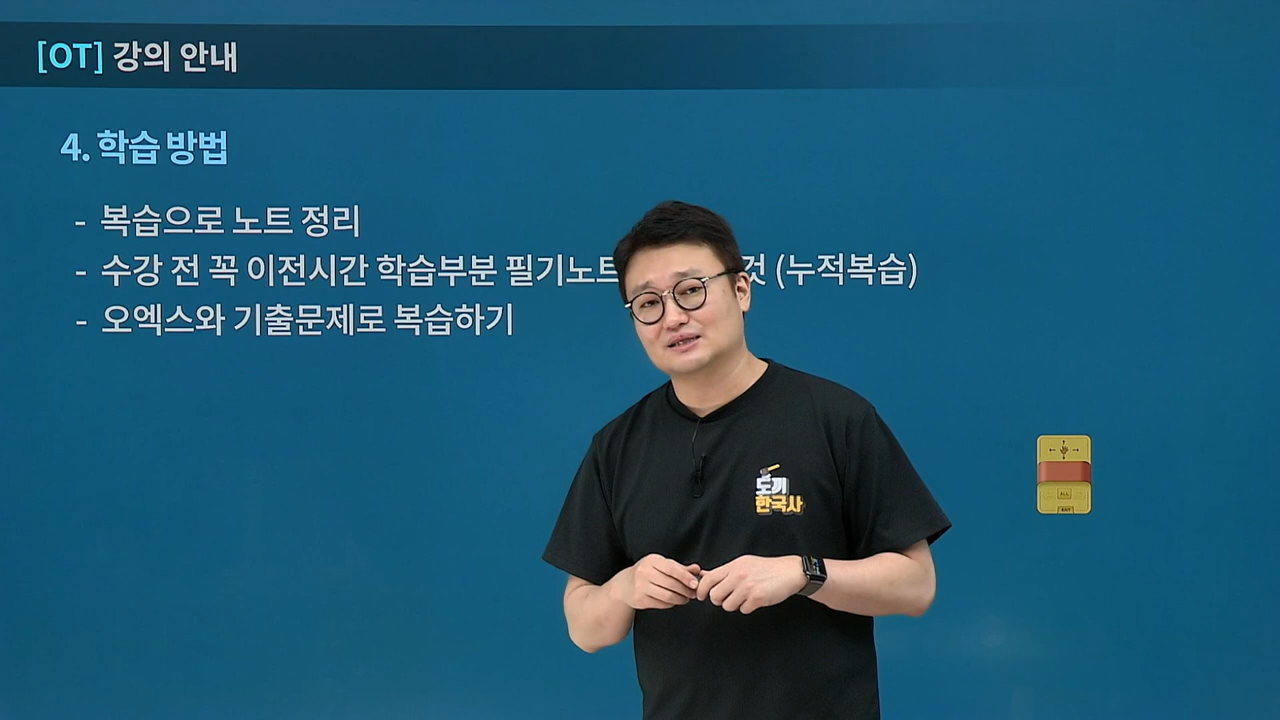 [OT] 강의 안내
4. 학습 방법
- 복습으로 노트 정리
- 수강 전 꼭 이전시간 학습부분 필기노트 것 (누적복습)
- 오엑스와 기출문제로 복습하기
도끼
한국사
ALL
EXIT